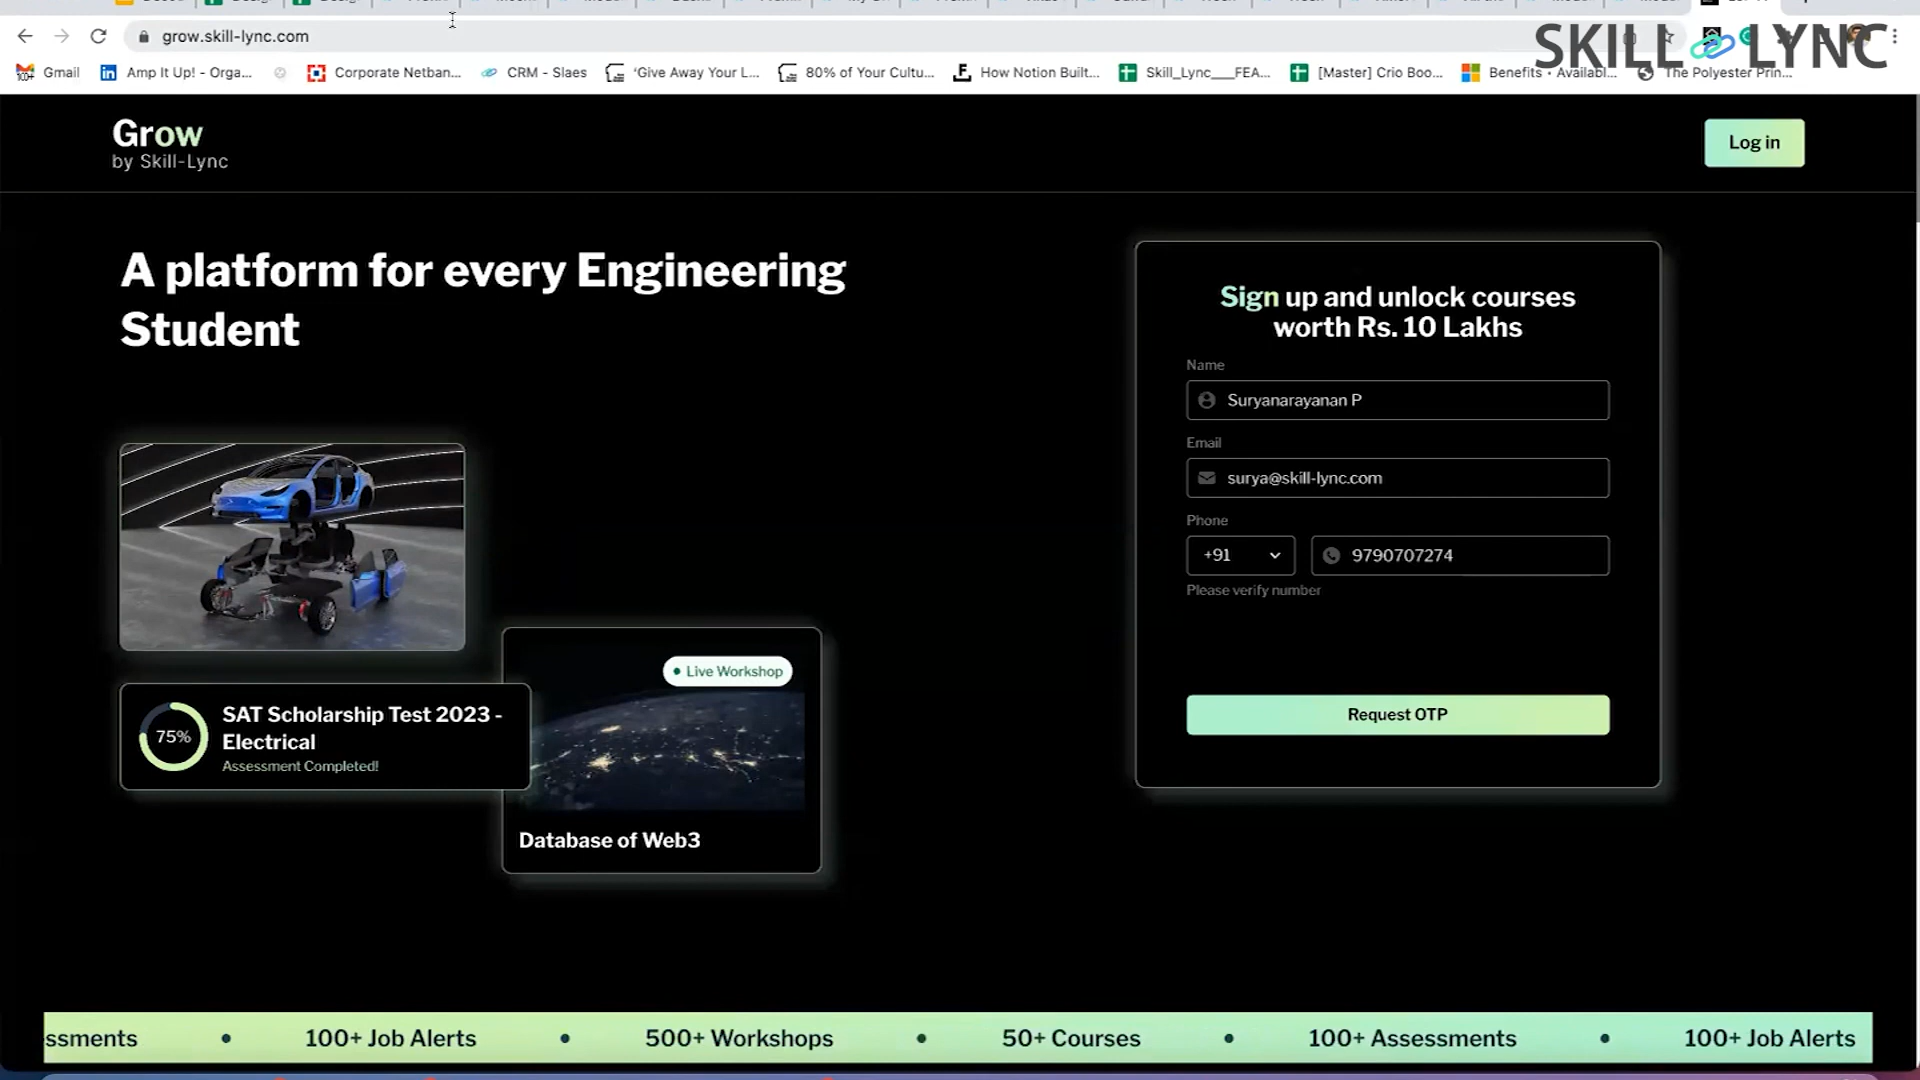 grow.skill-lync.com
SKILL LYNC
Gmail
Amp It Up! - Orga...
Corporate Netban...
CRM - Slaes
'Give Away Your L...
80% of Your Cultu...
How Notion Built...
Skill_Lync___FEA...
[Master] Crio Boo...
Benefits • Availabl...
The Polyester Prin...
Grow
by Skill-Lync
Log in
A platform for every Engineering
Student
Live Workshop
75%
SAT Scholarship Test 2023 -
Electrical
Assessment Completed!
Database of Web3
Sign up and unlock courses
worth Rs. 10 Lakhs
Name
Suryanarayanan P
Email
surya@skill-lync.com
Phone
+91
9790707274
Please verify number
Request OTP
ssments • 100+ Job Alerts • 500+ Workshops • 50+ Courses • 100+ Assessments • 100+ Job Alerts